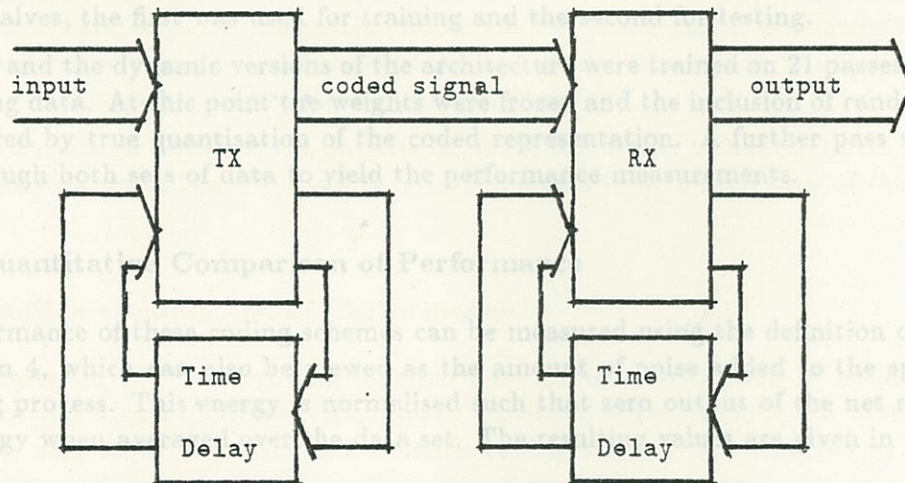 alves, the first was used for training and the second for testing.
and the dynamic versions of the architecture were trained on 21 passes
input coded signal output
g data. At this point the weights were frozen and the inclusion of rand
ed by true quantisation of the coded representation. A further pass
TX RX
ugh both sets of data to yield the performance measurements.
uantitative Comparison of Performance
rmance of these coding schemes can be measured using the definition o
n 4, which can also be viewed as the amount of noise added to the sp
Time Time
g process. This energy is normalised such that zero output of the net
gy when averaged over the data set. The resulting values are given in
Delay Delay